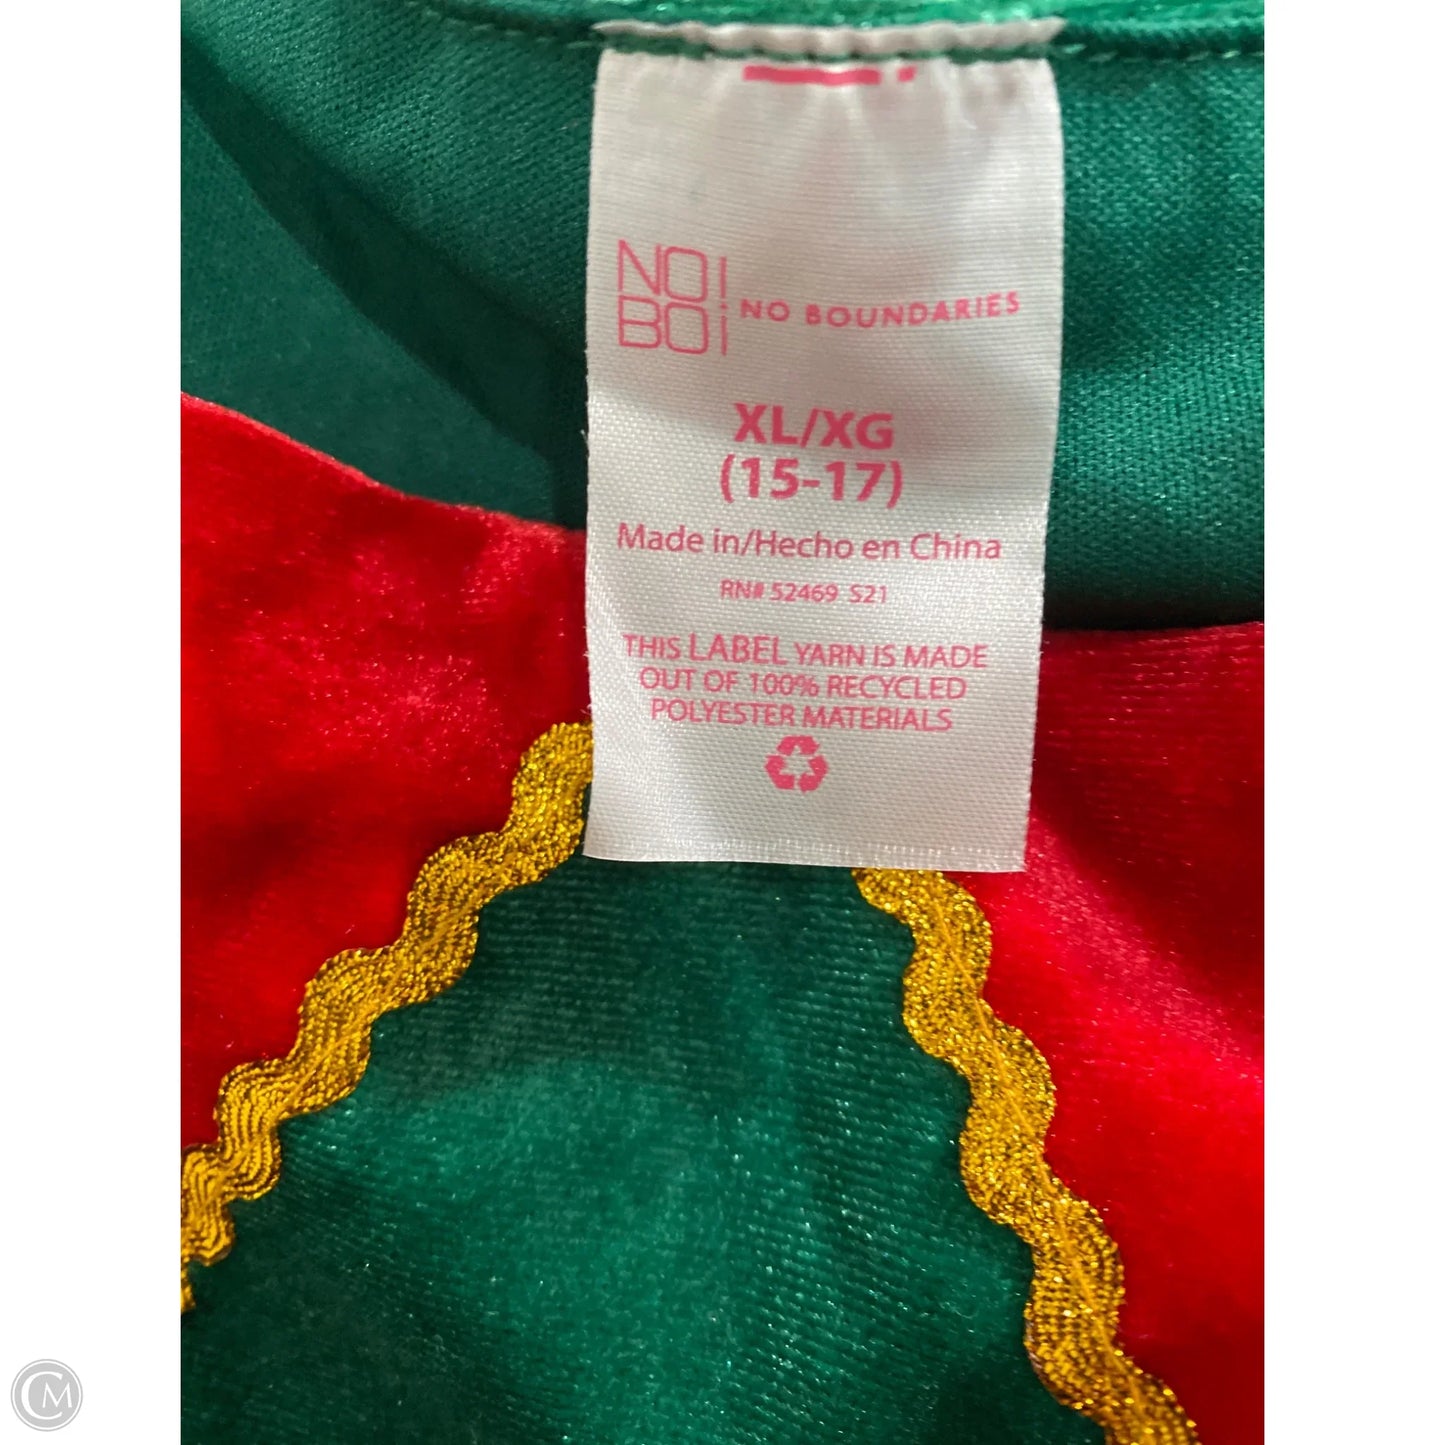 NO!
BO¡
NO BOUNDARIES
XL/XG
(15-17)
Made in/Hecho en China
RN# 52469 S21
THIS LABEL YARN IS MADE
OUT OF 100% RECYCLED
POLYESTER MATERIALS
CM